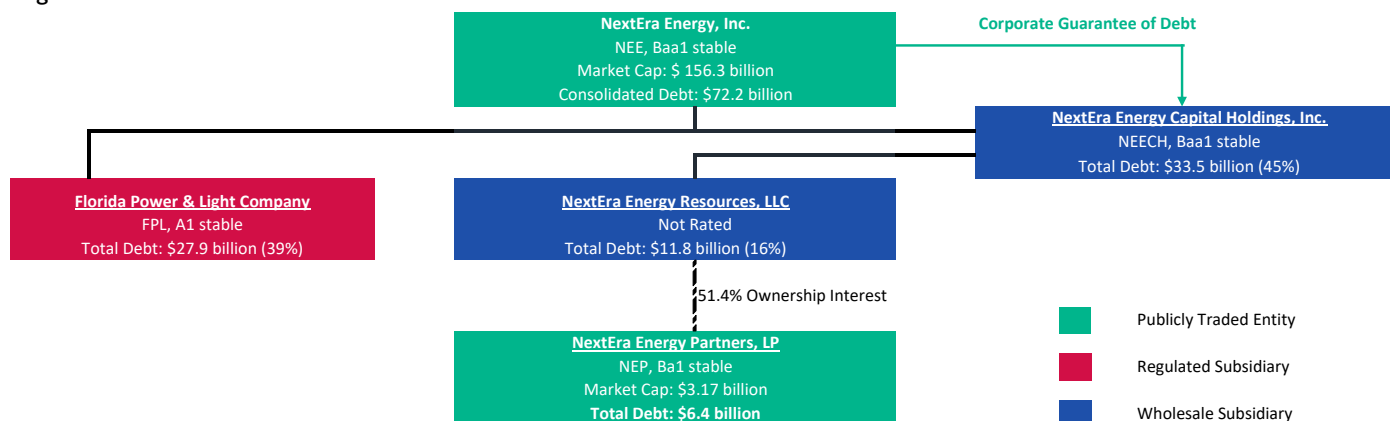 NextEra Energy, Inc.
NEE, Baa1 stable
Market Cap: $ 156.3 billion
Consolidated Debt: $72.2 billion
Corporate Guarantee of Debt
NextEra Energy Capital Holdings, Inc.
NEECH, Baa1 stable
Total Debt: $33.5 billion (45%)
Florida Power & Light Company
FPL, A1 stable
Total Debt: $27.9 billion (39%)
NextEra Energy Resources, LLC
Not Rated
Total Debt: $11.8 billion (16%)
51.4% Ownership Interest
NextEra Energy Partners, LP
NEP, Ba1 stable
Market Cap: $3.17 billion
Total Debt: $6.4 billion
Publicly Traded Entity
Regulated Subsidiary
Wholesale Subsidiary